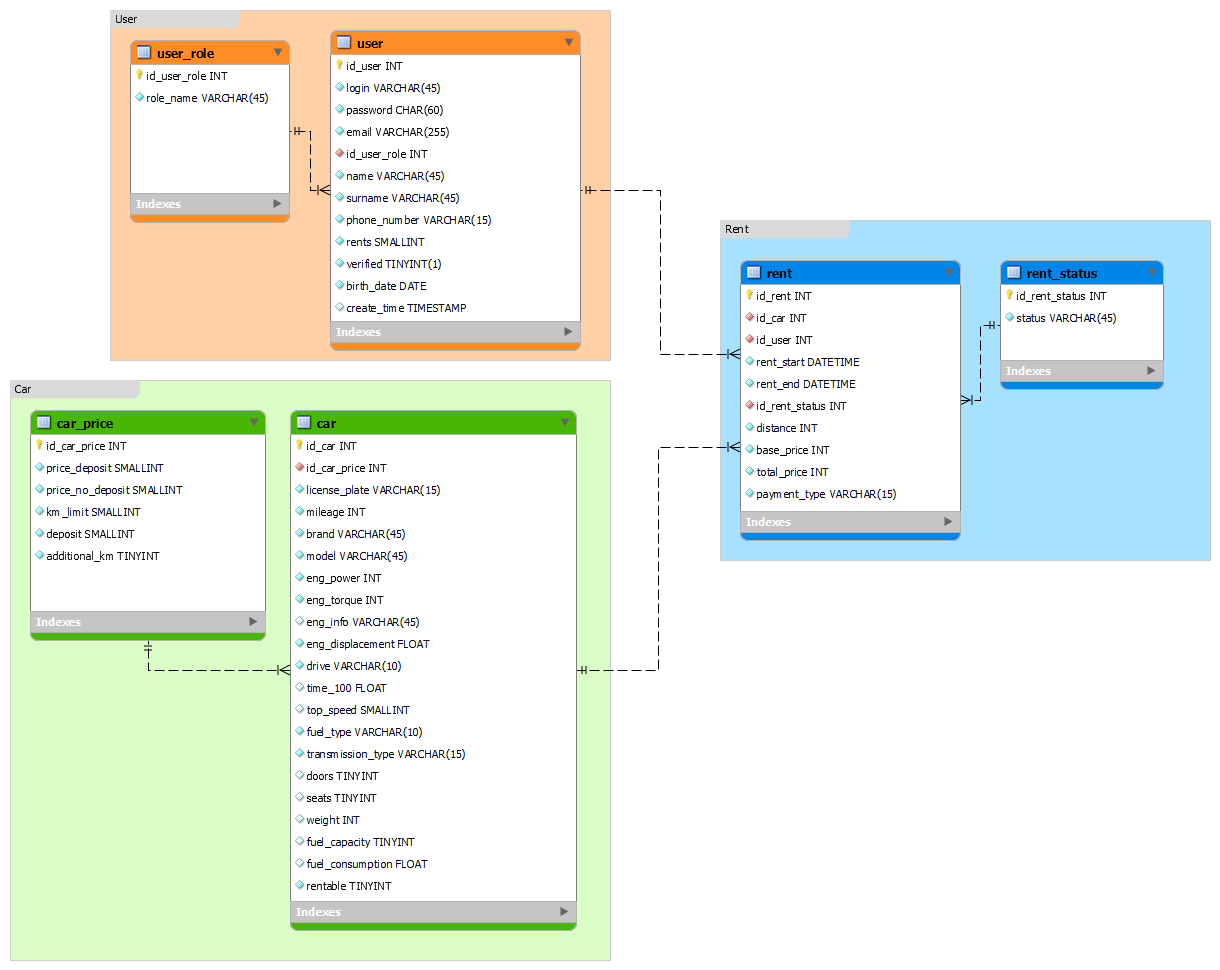 User
user_role
id_user_role INT
role_name VARCHAR(45)
Indexes
user
id_user INT
login VARCHAR(45)
password CHAR(60)
email VARCHAR(255)
id_user_role INT
name VARCHAR(45)
surname VARCHAR(45)
phone_number VARCHAR(15)
rents SMALLINT
verified TINYINT(1)
birth_date DATE
create_time TIMESTAMP
Indexes
Rent
rent
id_rent INT
id_car INT
id_user INT
rent_start DATETIME
rent_end DATETIME
id_rent_status INT
distance INT
base_price INT
total_price INT
payment_type VARCHAR(15)
Indexes
rent_status
id_rent_status INT
status VARCHAR(45)
Indexes
Car
car_price
id_car_price INT
price_deposit SMALLINT
price_no_deposit SMALLINT
km_limit SMALLINT
deposit SMALLINT
additional_km TINYINT
Indexes
car
id_car INT
id_car_price INT
license_plate VARCHAR(15)
mileage INT
brand VARCHAR(45)
model VARCHAR(45)
eng_power INT
eng_torque INT
eng_info VARCHAR(45)
eng_displacement FLOAT
drive VARCHAR(10)
time_100 FLOAT
top_speed SMALLINT
fuel_type VARCHAR(10)
transmission_type VARCHAR(15)
doors TINYINT
seats TINYINT
weight INT
fuel_capacity TINYINT
fuel_consumption FLOAT
rentable TINYINT
Indexes